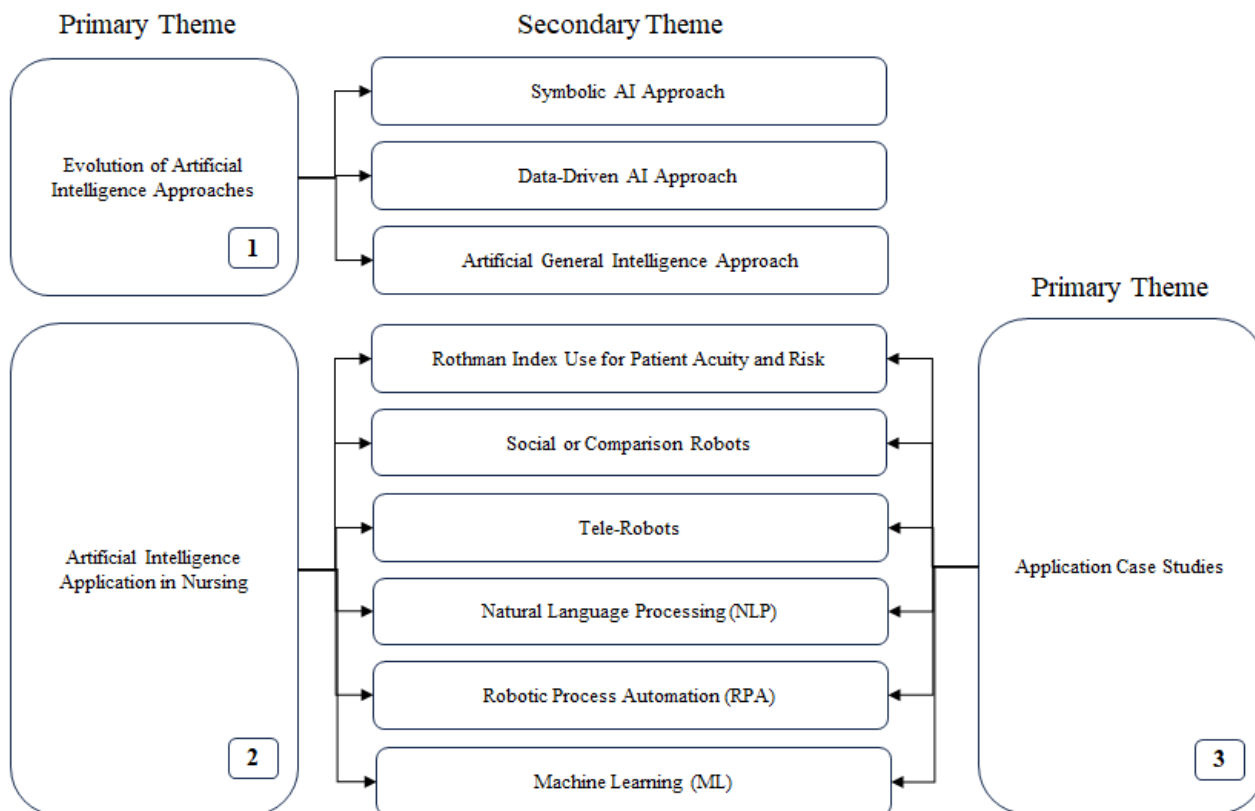 Primary Theme
Secondary Theme
Evolution of Artificial
Intelligence Approaches
1
Symbolic AI Approach
Data-Driven AI Approach
Artificial General Intelligence Approach
Primary Theme
Artificial Intelligence
Application in Nursing
2
Rothman Index Use for Patient Acuity and Risk
Social or Comparison Robots
Tele-Robots
Natural Language Processing (NLP)
Robotic Process Automation (RPA)
Machine Learning (ML)
Application Case Studies
3